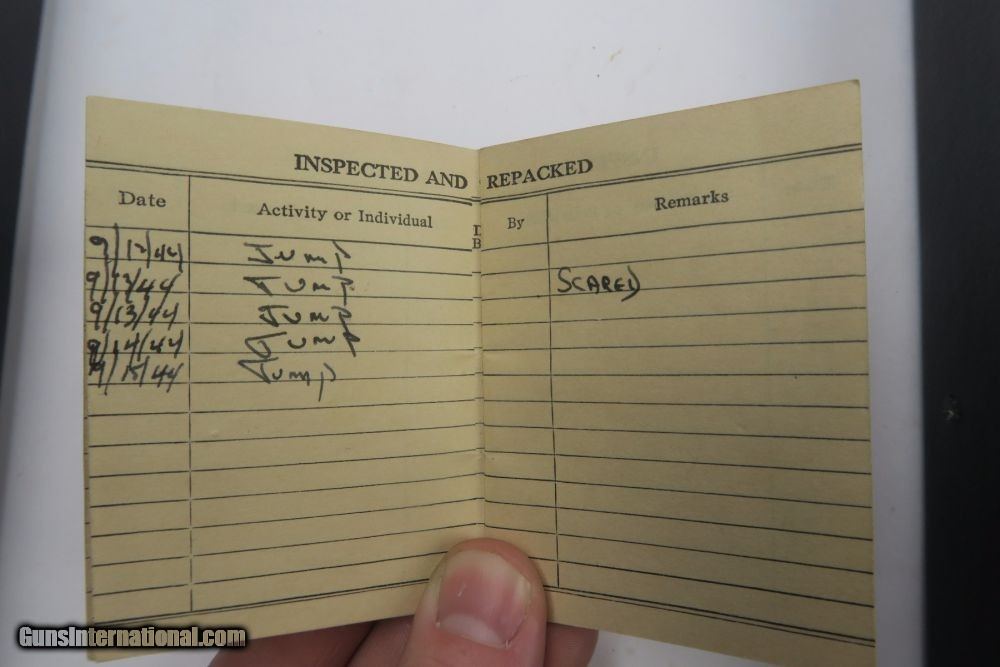 INSPECTED AND REPACKED
Date Activity or Individual By Remarks
9/12/44 Jump
9/12/44 Jump SCARED
9/13/44 Jump
9/14/44 Jump
9/15/44 Jump
GunsInternational.com